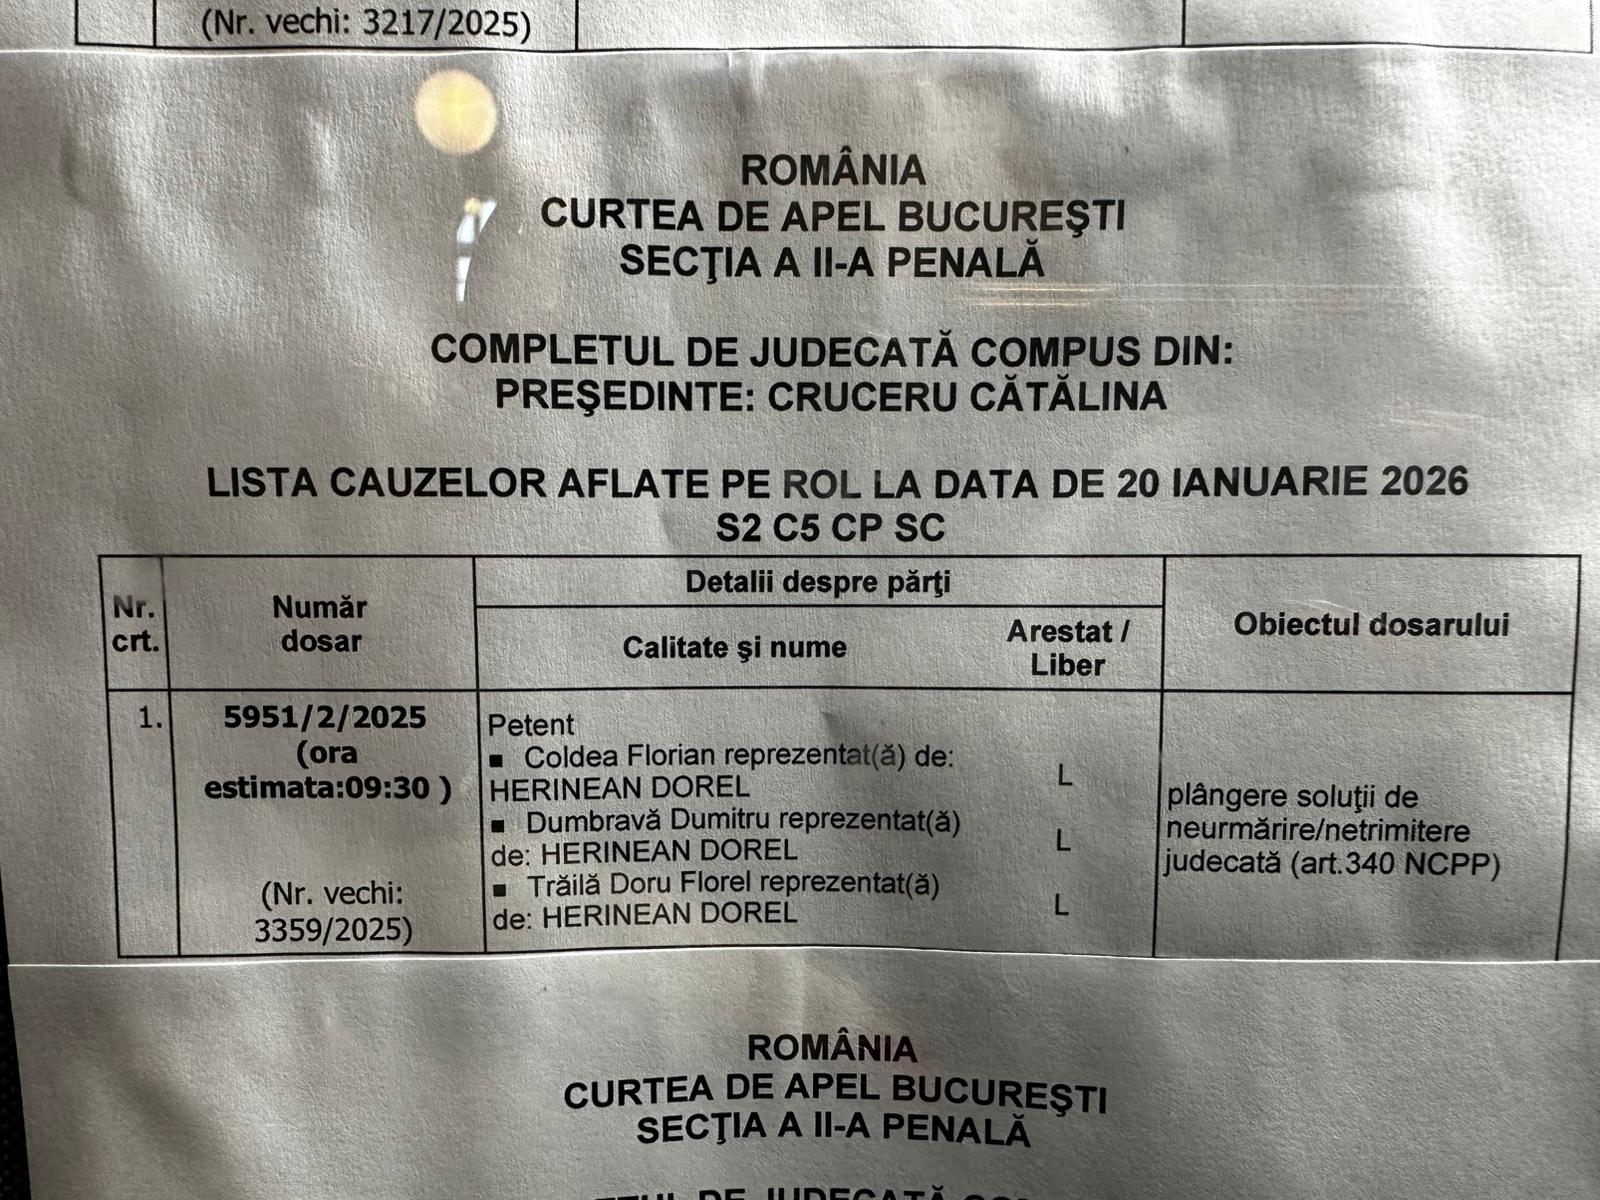 (Nr. vechi: 3217/2025)
ROMÂNIA
CURTEA DE APEL BUCUREŞTI
SECŢIA A II-A PENALĂ
COMPLETUL DE JUDECATĂ COMPUS DIN:
PREŞEDINTE: CRUCERU CĂTĂLINA
LISTA CAUZELOR AFLATE PE ROL LA DATA DE 20 IANUARIE 2026
S2 C5 CP SC
Nr.
crt.
Număr
dosar
Detalii despre părţi
Calitate şi nume
Arestat /
Liber
Obiectul dosarului
1.
5951/2/2025
(ora
estimata:09:30 )
(Nr. vechi:
3359/2025)
Petent
▪ Coldea Florian reprezentat(ă) de:
HERINEAN DOREL
L
▪ Dumbravă Dumitru reprezentat(ă)
de: HERINEAN DOREL
L
▪ Trăilă Doru Florel reprezentat(ă)
de: HERINEAN DOREL
L
plângere soluţii de
neurmărire/netrimitere
judecată (art.340 NCPP)
ROMÂNIA
CURTEA DE APEL BUCUREŞTI
SECŢIA A II-A PENALĂ